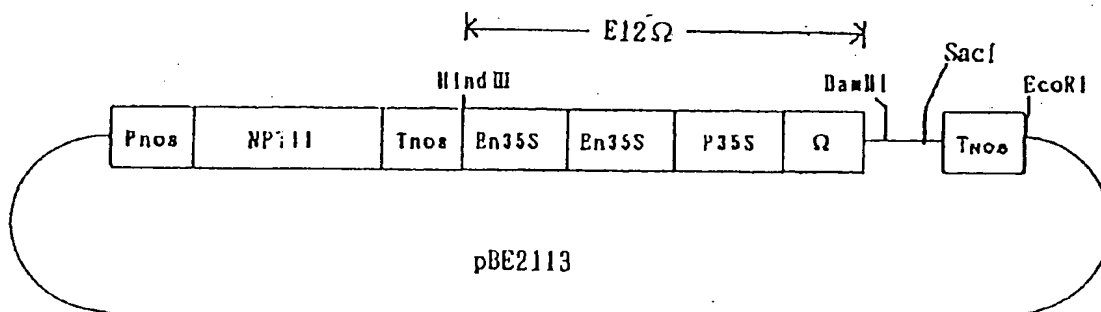 E12Ω
SacI
HindIII
BamHI
EcoRI
Pnos NPTII Tnos En35S En35S P35S Ω TNOS
pBE2113